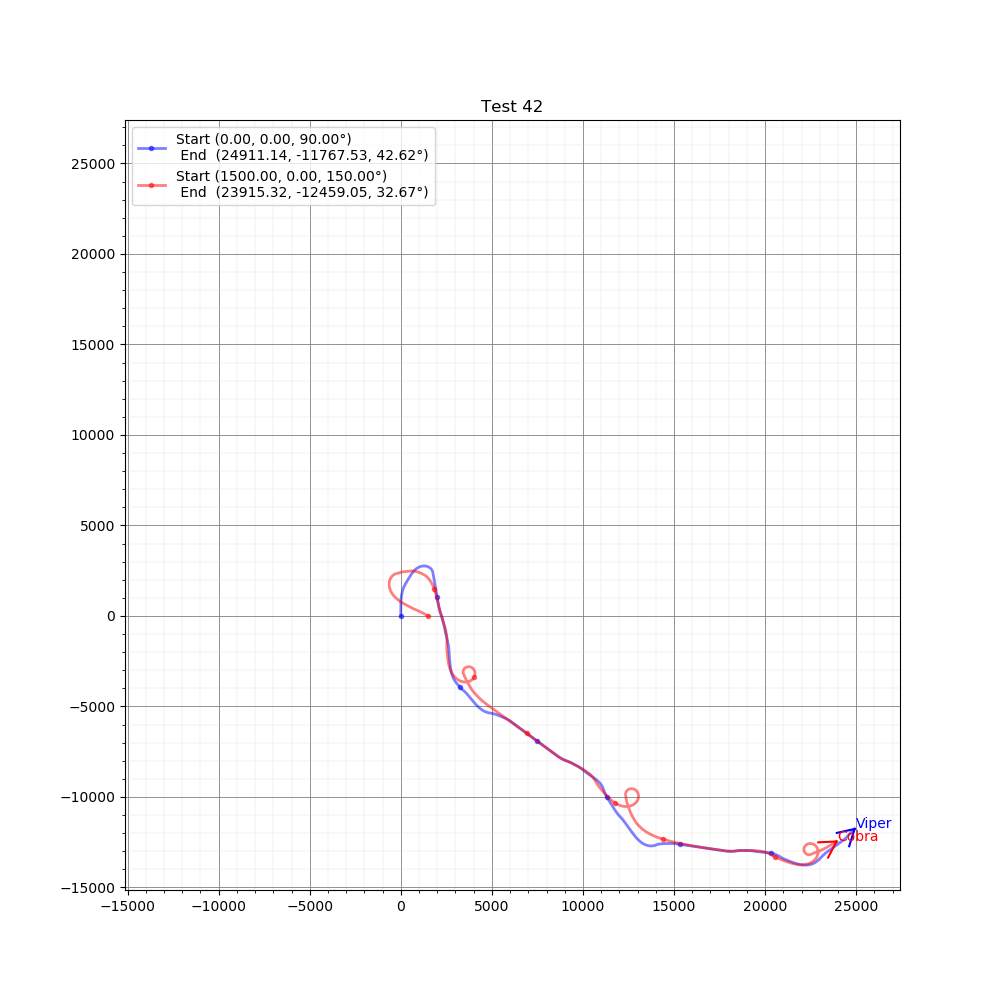 Test 42
Start (0.00, 0.00, 90.00°)
End (24911.14, -11767.53, 42.62°)
Start (1500.00, 0.00, 150.00°)
End (23915.32, -12459.05, 32.67°)
25000
20000
15000
10000
5000
0
−5000
−10000
−15000
Viper
Cobra
−15000 −10000 −5000 0 5000 10000 15000 20000 25000